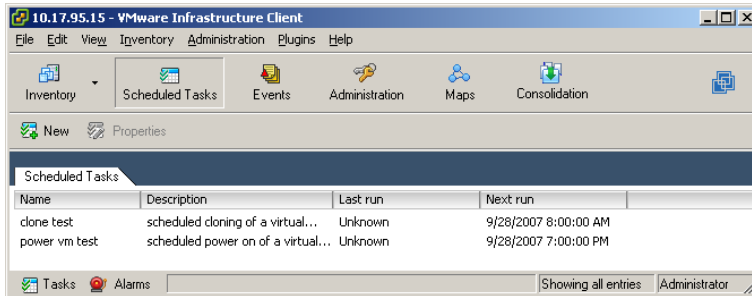 10.17.95.15 - VMware Infrastructure Client
File Edit View Inventory Administration Plugins Help
Inventory Scheduled Tasks Events Administration Maps Consolidation
New Properties
Scheduled Tasks
Name Description Last run Next run
clone test scheduled cloning of a virtual... Unknown 9/28/2007 8:00:00 AM
power vm test scheduled power on of a virtual... Unknown 9/28/2007 7:00:00 PM
Tasks Alarms Showing all entries Administrator